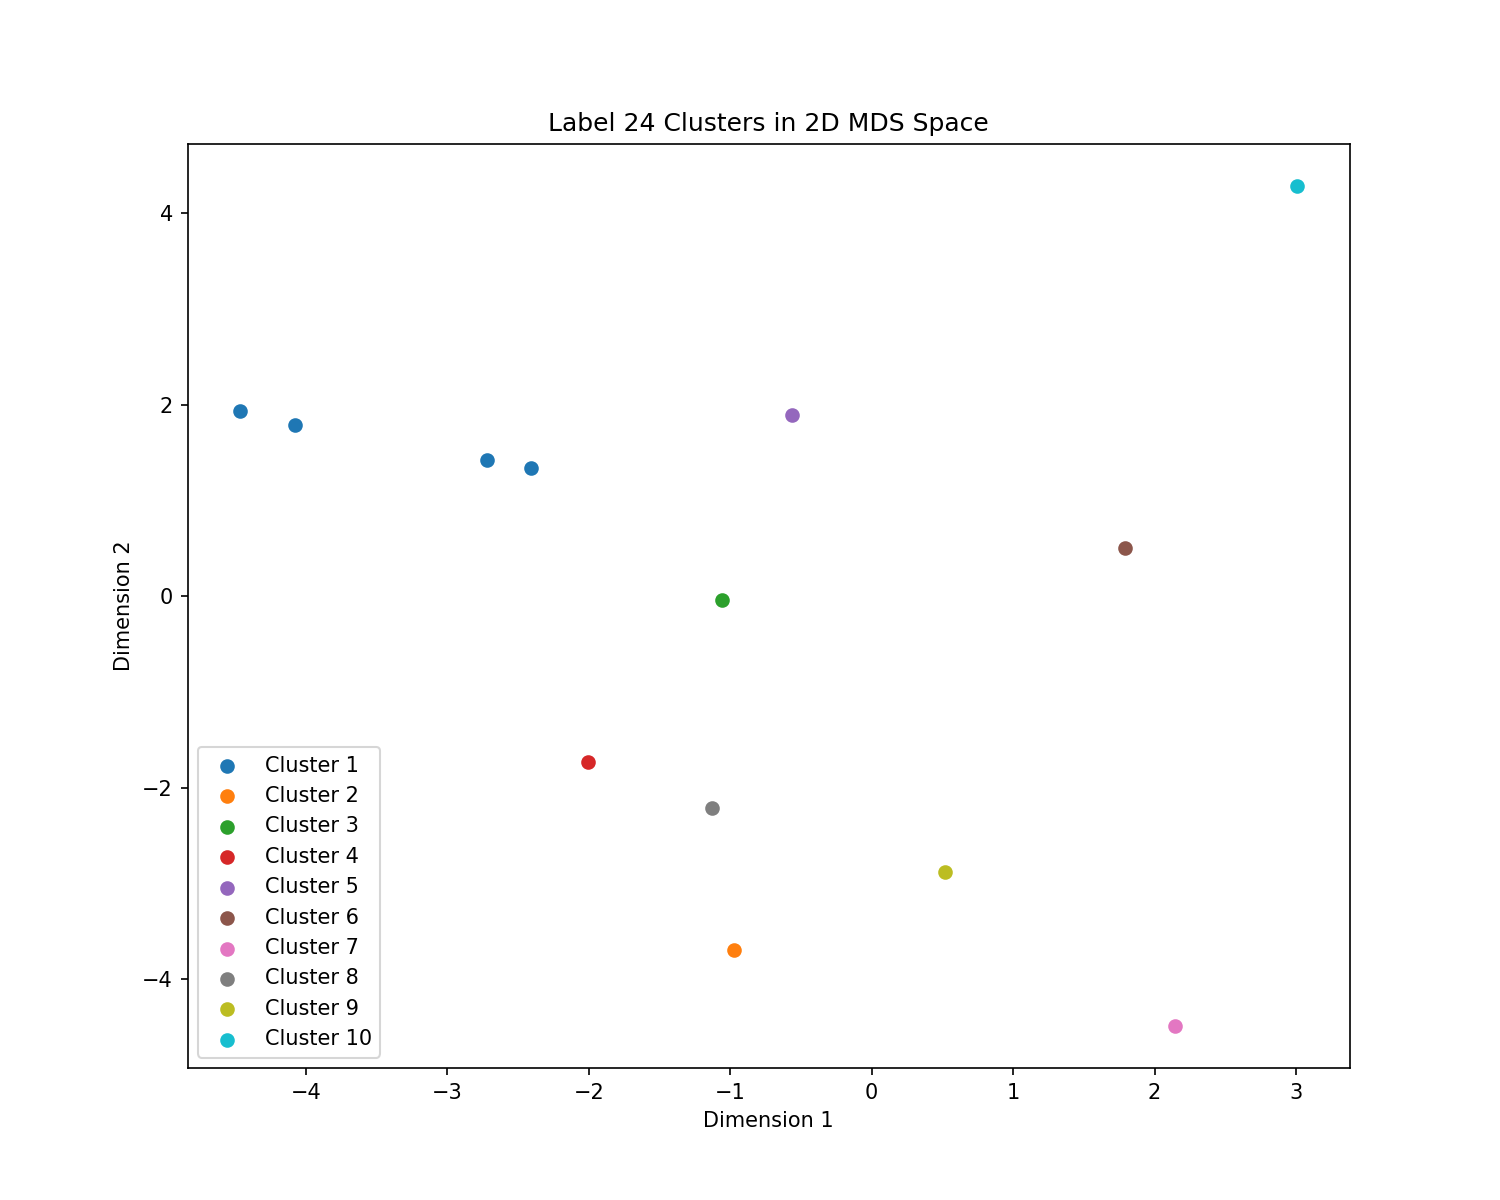 Label 24 Clusters in 2D MDS Space
4
2
0
−2
−4
Dimension 2
Cluster 1
Cluster 2
Cluster 3
Cluster 4
Cluster 5
Cluster 6
Cluster 7
Cluster 8
Cluster 9
Cluster 10
−4 −3 −2 −1 0 1 2 3
Dimension 1